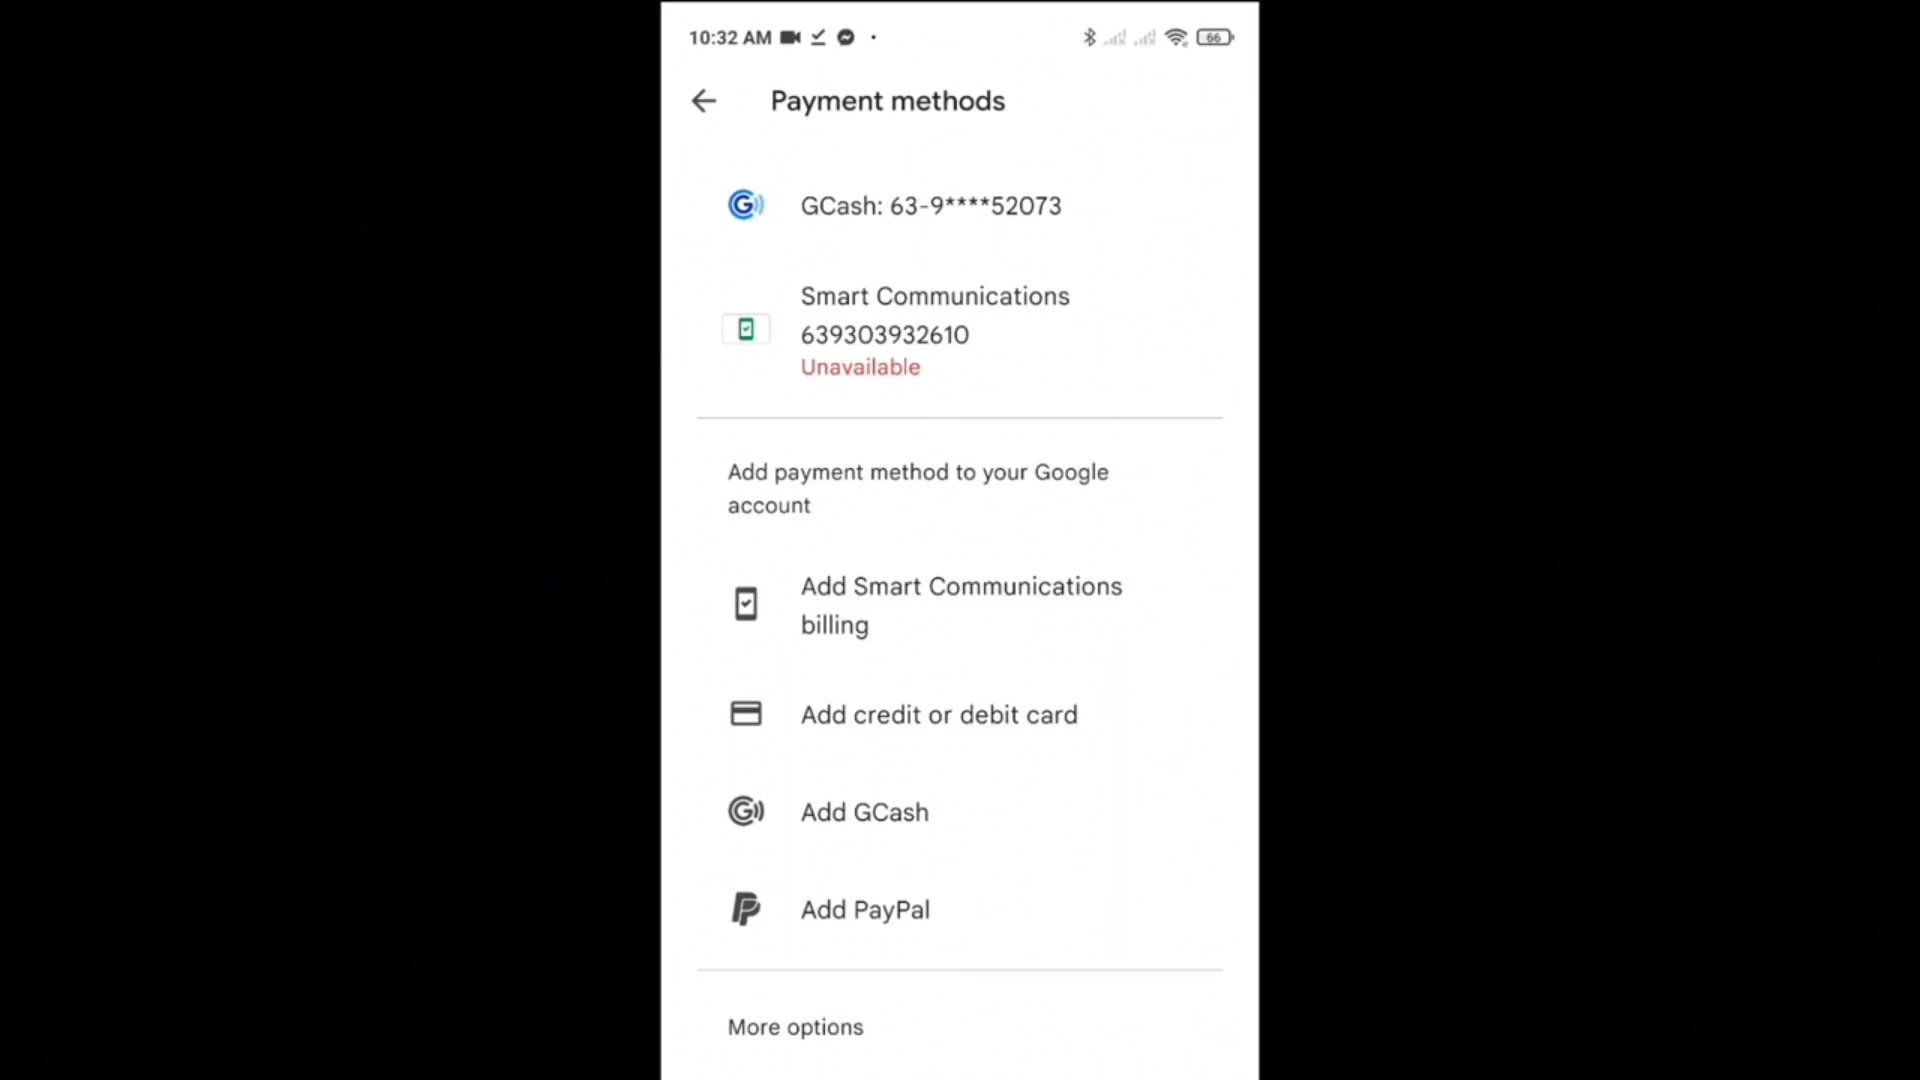 10:32 AM
66
Payment methods
GCash: 63-9****52073
Smart Communications
639303932610
Unavailable
Add payment method to your Google
account
Add Smart Communications
billing
Add credit or debit card
Add GCash
Add PayPal
More options